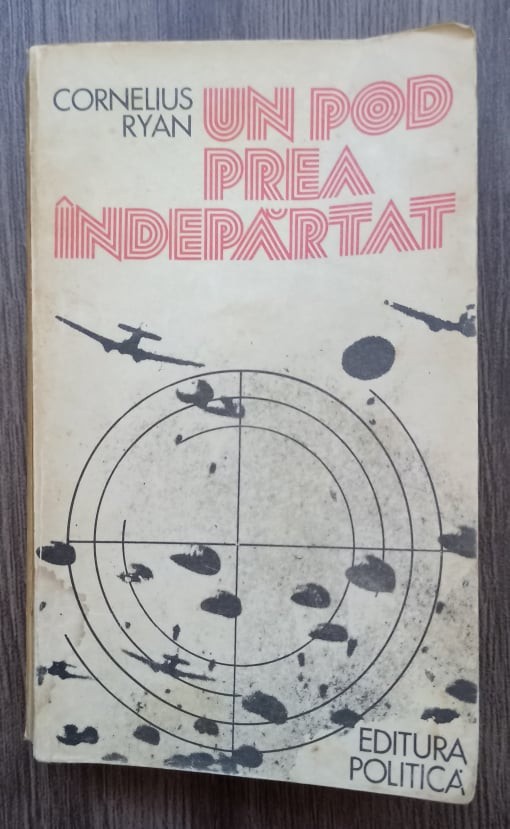 CORNELIUS
RYAN
UN POD
PREA
ÎNDEPĂRTAT
EDITURA
POLITICĂ